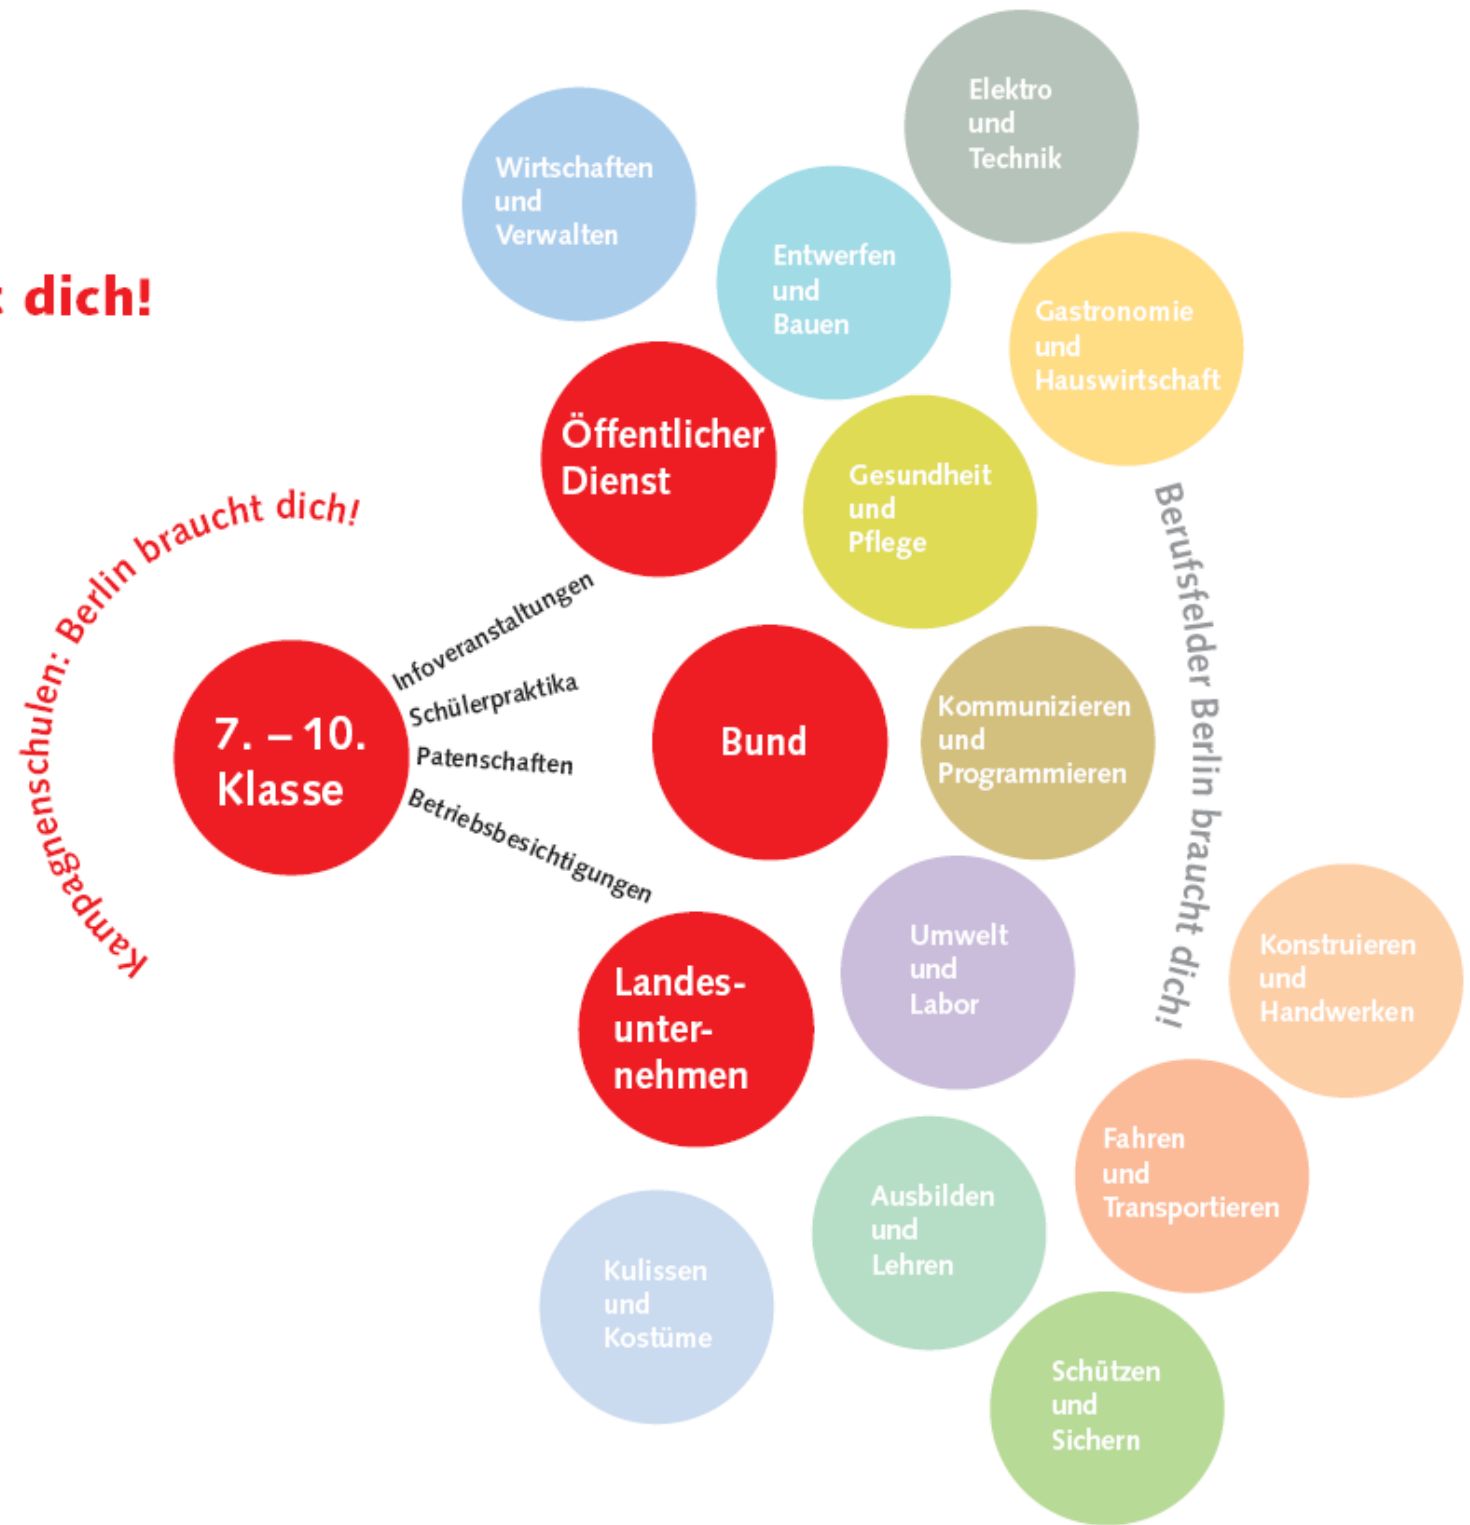 dich!
Kampagnenschulen: Berlin braucht dich!
7. – 10.
Klasse
Infoveranstaltungen
Schülerpraktika
Patenschaften
Betriebsbesichtigungen
Öffentlicher
Dienst
Bund
Landes-
unter-
nehmen
Wirtschaften
und
Verwalten
Entwerfen
und
Bauen
Elektro
und
Technik
Gastronomie
und
Hauswirtschaft
Gesundheit
und
Pflege
Kommunizieren
und
Programmieren
Umwelt
und
Labor
Berufsfelder Berlin braucht dich!
Konstruieren
und
Handwerken
Fahren
und
Transportieren
Ausbilden
und
Lehren
Kulissen
und
Kostüme
Schützen
und
Sichern